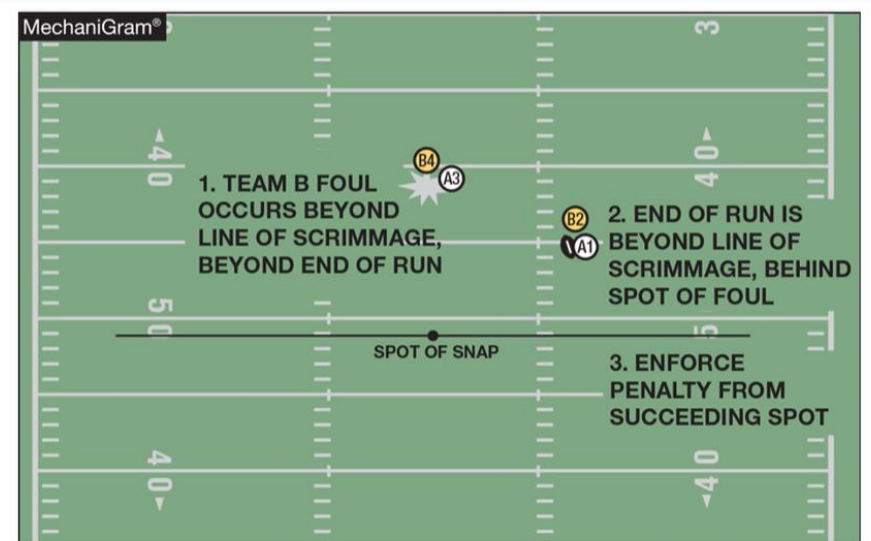 MechaniGram®
3
◄40
40►
B4
A3
1. TEAM B FOUL
OCCURS BEYOND
LINE OF SCRIMMAGE,
BEYOND END OF RUN
B2
A1
2. END OF RUN IS
BEYOND LINE OF
SCRIMMAGE, BEHIND
SPOT OF FOUL
50
5
SPOT OF SNAP
3. ENFORCE
PENALTY FROM
SUCCEEDING SPOT
40►
◄40